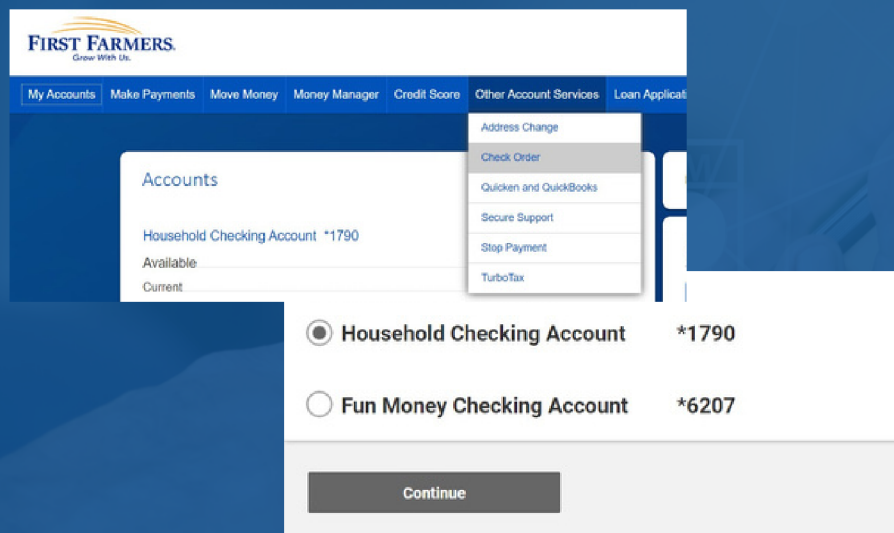 FIRST FARMERS.
Grow With Us.
My Accounts Make Payments Move Money Money Manager Credit Score Other Account Services Loan Applicati
Address Change
Check Order
Quicken and QuickBooks
Secure Support
Stop Payment
TurboTax
Accounts
Household Checking Account *1790
Available
Current
Household Checking Account *1790
Fun Money Checking Account *6207
Continue